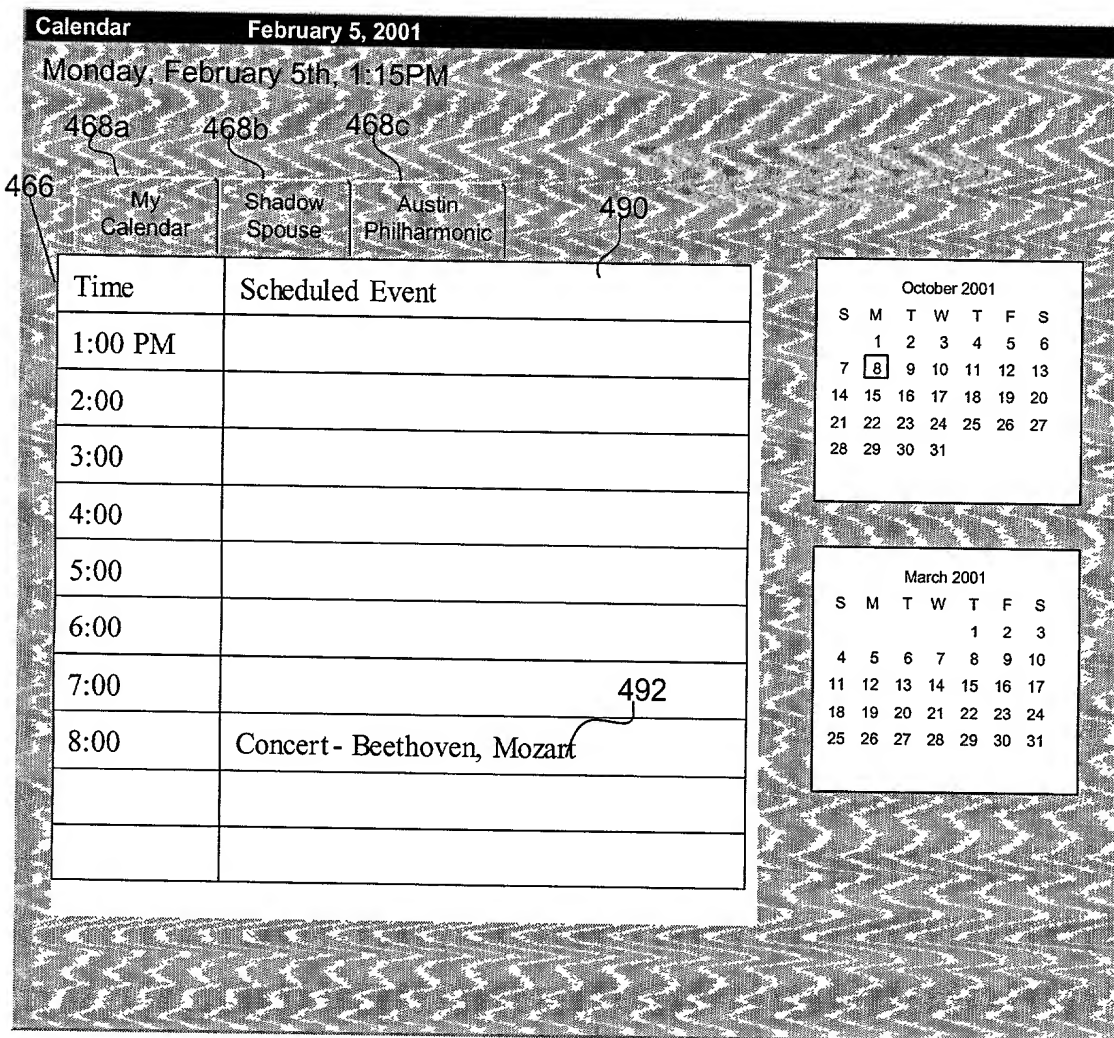 Calendar February 5, 2001
Monday, February 5th, 1:15PM
468a 468b 468c
466
My Calendar Shadow Spouse Austin Philharmonic
490
Time Scheduled Event
1:00 PM
2:00
3:00
4:00
5:00
6:00
7:00
492
8:00 Concert - Beethoven, Mozart
October 2001
S M T W T F S
1 2 3 4 5 6
7 8 9 10 11 12 13
14 15 16 17 18 19 20
21 22 23 24 25 26 27
28 29 30 31
March 2001
S M T W T F S
1 2 3
4 5 6 7 8 9 10
11 12 13 14 15 16 17
18 19 20 21 22 23 24
25 26 27 28 29 30 31